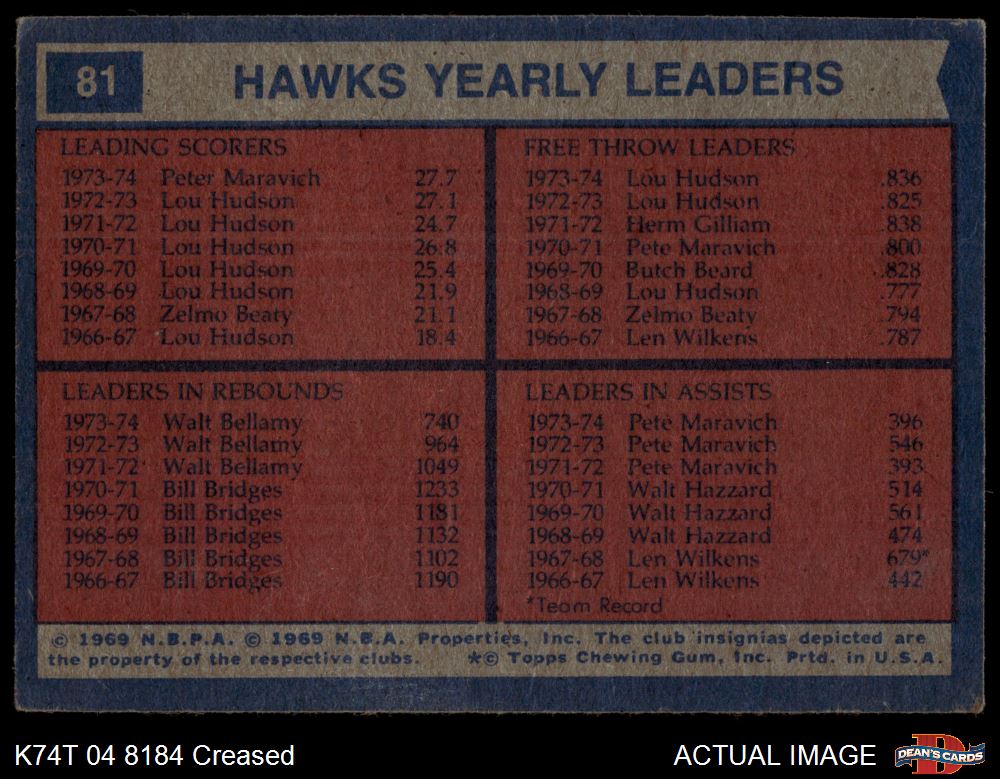 81 HAWKS YEARLY LEADERS
LEADING SCORERS
1973-74 Peter Maravich 27.7
1972-73 Lou Hudson 27.1
1971-72 Lou Hudson 24.7
1970-71 Lou Hudson 26.8
1969-70 Lou Hudson 25.4
1968-69 Lou Hudson 21.9
1967-68 Zelmo Beaty 21.1
1966-67 Lou Hudson 18.4
FREE THROW LEADERS
1973-74 Lou Hudson .836
1972-73 Lou Hudson .825
1971-72 Herm Gilliam .838
1970-71 Pete Maravich .800
1969-70 Butch Beard .828
1968-69 Lou Hudson .777
1967-68 Zelmo Beaty .794
1966-67 Len Wilkens .787
LEADERS IN REBOUNDS
1973-74 Walt Bellamy 740
1972-73 Walt Bellamy 964
1971-72 Walt Bellamy 1049
1970-71 Bill Bridges 1233
1969-70 Bill Bridges 1181
1968-69 Bill Bridges 1132
1967-68 Bill Bridges 1102
1966-67 Bill Bridges 1190
LEADERS IN ASSISTS
1973-74 Pete Maravich 396
1972-73 Pete Maravich 546
1971-72 Pete Maravich 393
1970-71 Walt Hazzard 514
1969-70 Walt Hazzard 561
1968-69 Walt Hazzard 474
1967-68 Len Wilkens 679*
1966-67 Len Wilkens 442
*Team Record
© 1969 N.B.P.A. © 1969 N.B.A. Properties, Inc. The club insignias depicted are
the property of the respective clubs. *© Topps Chewing Gum, Inc. Prtd. in U.S.A.
K74T 04 8184 Creased
ACTUAL IMAGE
DEAN'S CARDS